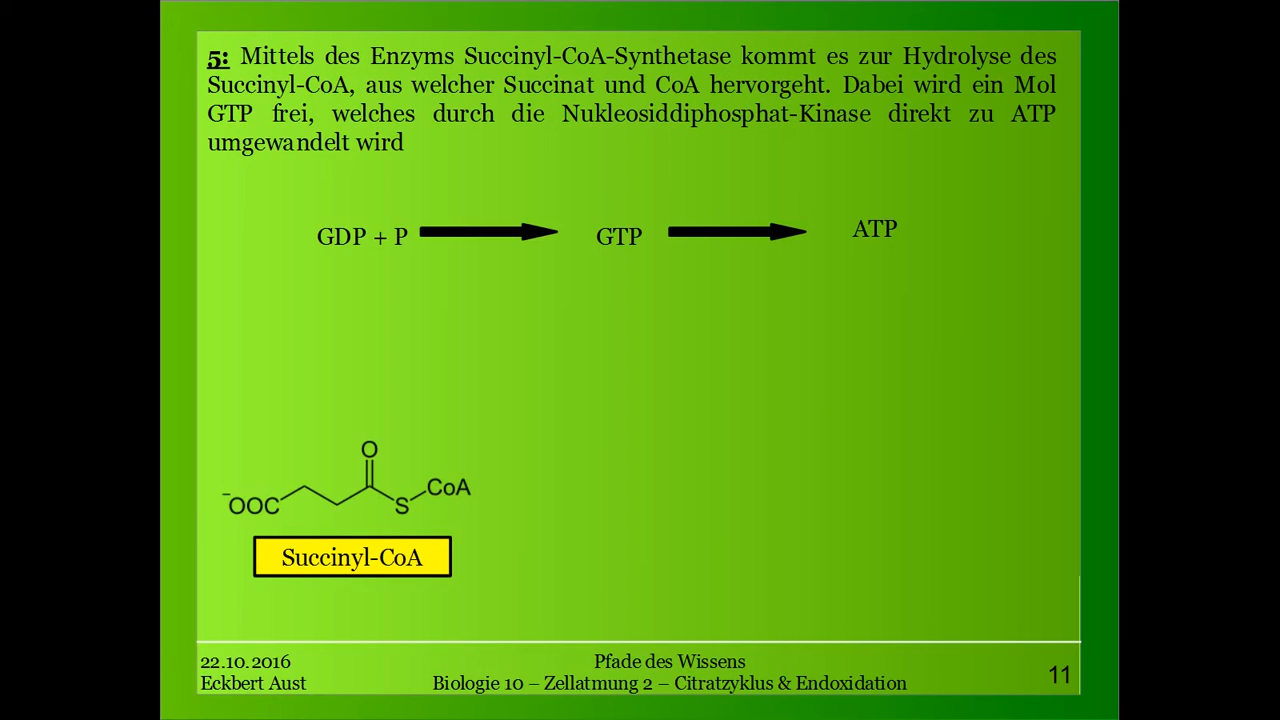 5: Mittels des Enzyms Succinyl-CoA-Synthetase kommt es zur Hydrolyse des
Succinyl-CoA, aus welcher Succinat und CoA hervorgeht. Dabei wird ein Mol
GTP frei, welches durch die Nukleosiddiphosphat-Kinase direkt zu ATP
umgewandelt wird
GDP + P GTP ATP
O
⁻OOC S CoA
Succinyl-CoA
22.10.2016 Pfade des Wissens
Eckbert Aust Biologie 10 – Zellatmung 2 – Citratzyklus & Endoxidation 11